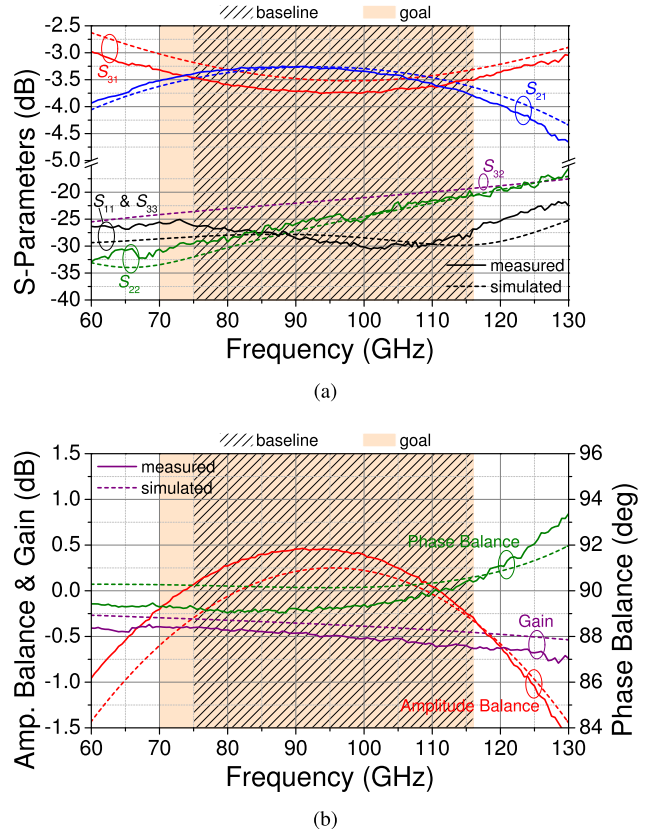 baseline goal
-2.5
-3.0
-3.5
-4.0
-4.5
-5.0
-20
-25
-30
-35
-40
S-Parameters (dB)
S31
S21
S32
S11 & S33
S22
measured
simulated
60 70 80 90 100 110 120 130
Frequency (GHz)
(a)
baseline goal
1.5
1.0
0.5
0.0
-0.5
-1.0
-1.5
Amp. Balance & Gain (dB)
measured
simulated
Phase Balance
Gain
Amplitude Balance
96
94
92
90
88
86
84
Phase Balance (deg)
60 70 80 90 100 110 120 130
Frequency (GHz)
(b)